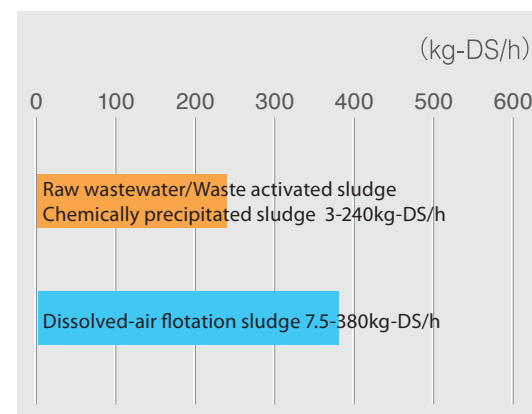 (kg-DS/h)
0 100 200 300 400 500 600
Raw wastewater/Waste activated sludge
Chemically precipitated sludge 3-240kg-DS/h
Dissolved-air flotation sludge 7.5-380kg-DS/h